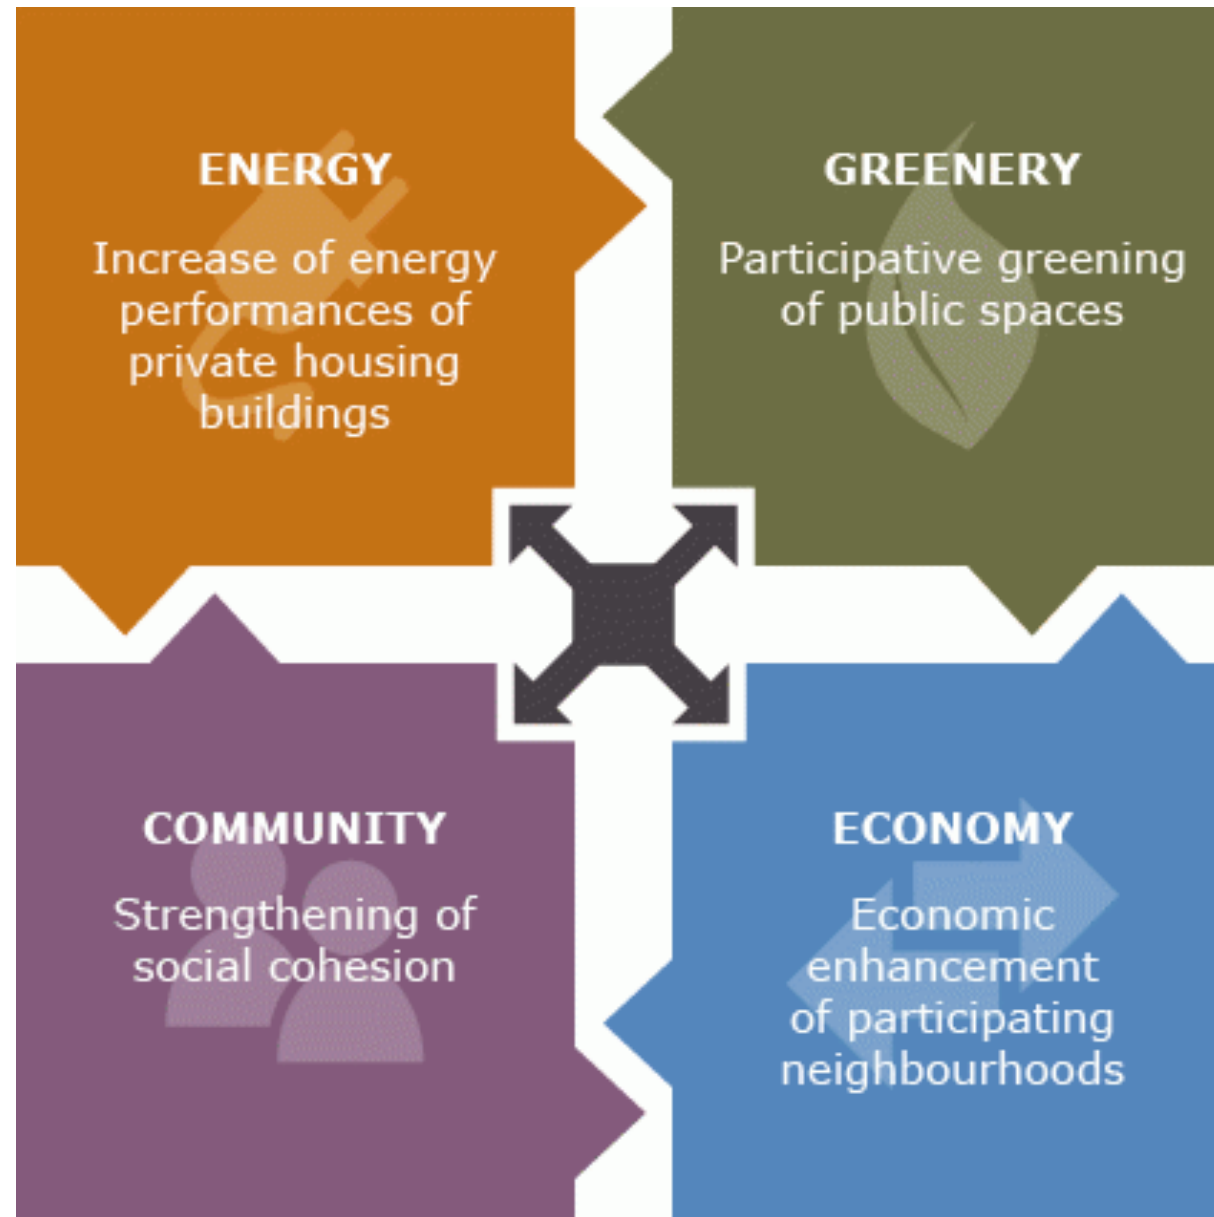 ENERGY
Increase of energy
performances of
private housing
buildings
GREENERY
Participative greening
of public spaces
COMMUNITY
Strengthening of
social cohesion
ECONOMY
Economic
enhancement
of participating
neighbourhoods